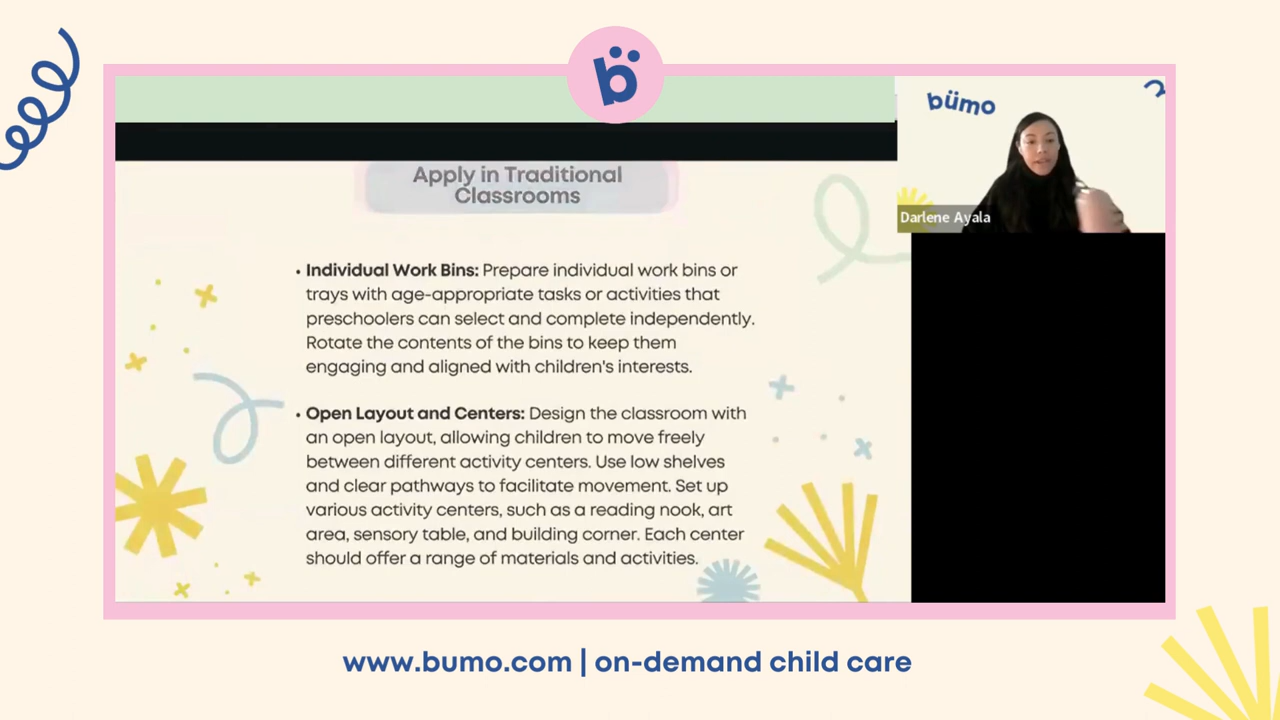 b
bümo
Darlene Ayala
Apply in Traditional
Classrooms
• Individual Work Bins: Prepare individual work bins or
trays with age-appropriate tasks or activities that
preschoolers can select and complete independently.
Rotate the contents of the bins to keep them
engaging and aligned with children's interests.
• Open Layout and Centers: Design the classroom with
an open layout, allowing children to move freely
between different activity centers. Use low shelves
and clear pathways to facilitate movement. Set up
various activity centers, such as a reading nook, art
area, sensory table, and building corner. Each center
should offer a range of materials and activities.
www.bumo.com | on-demand child care